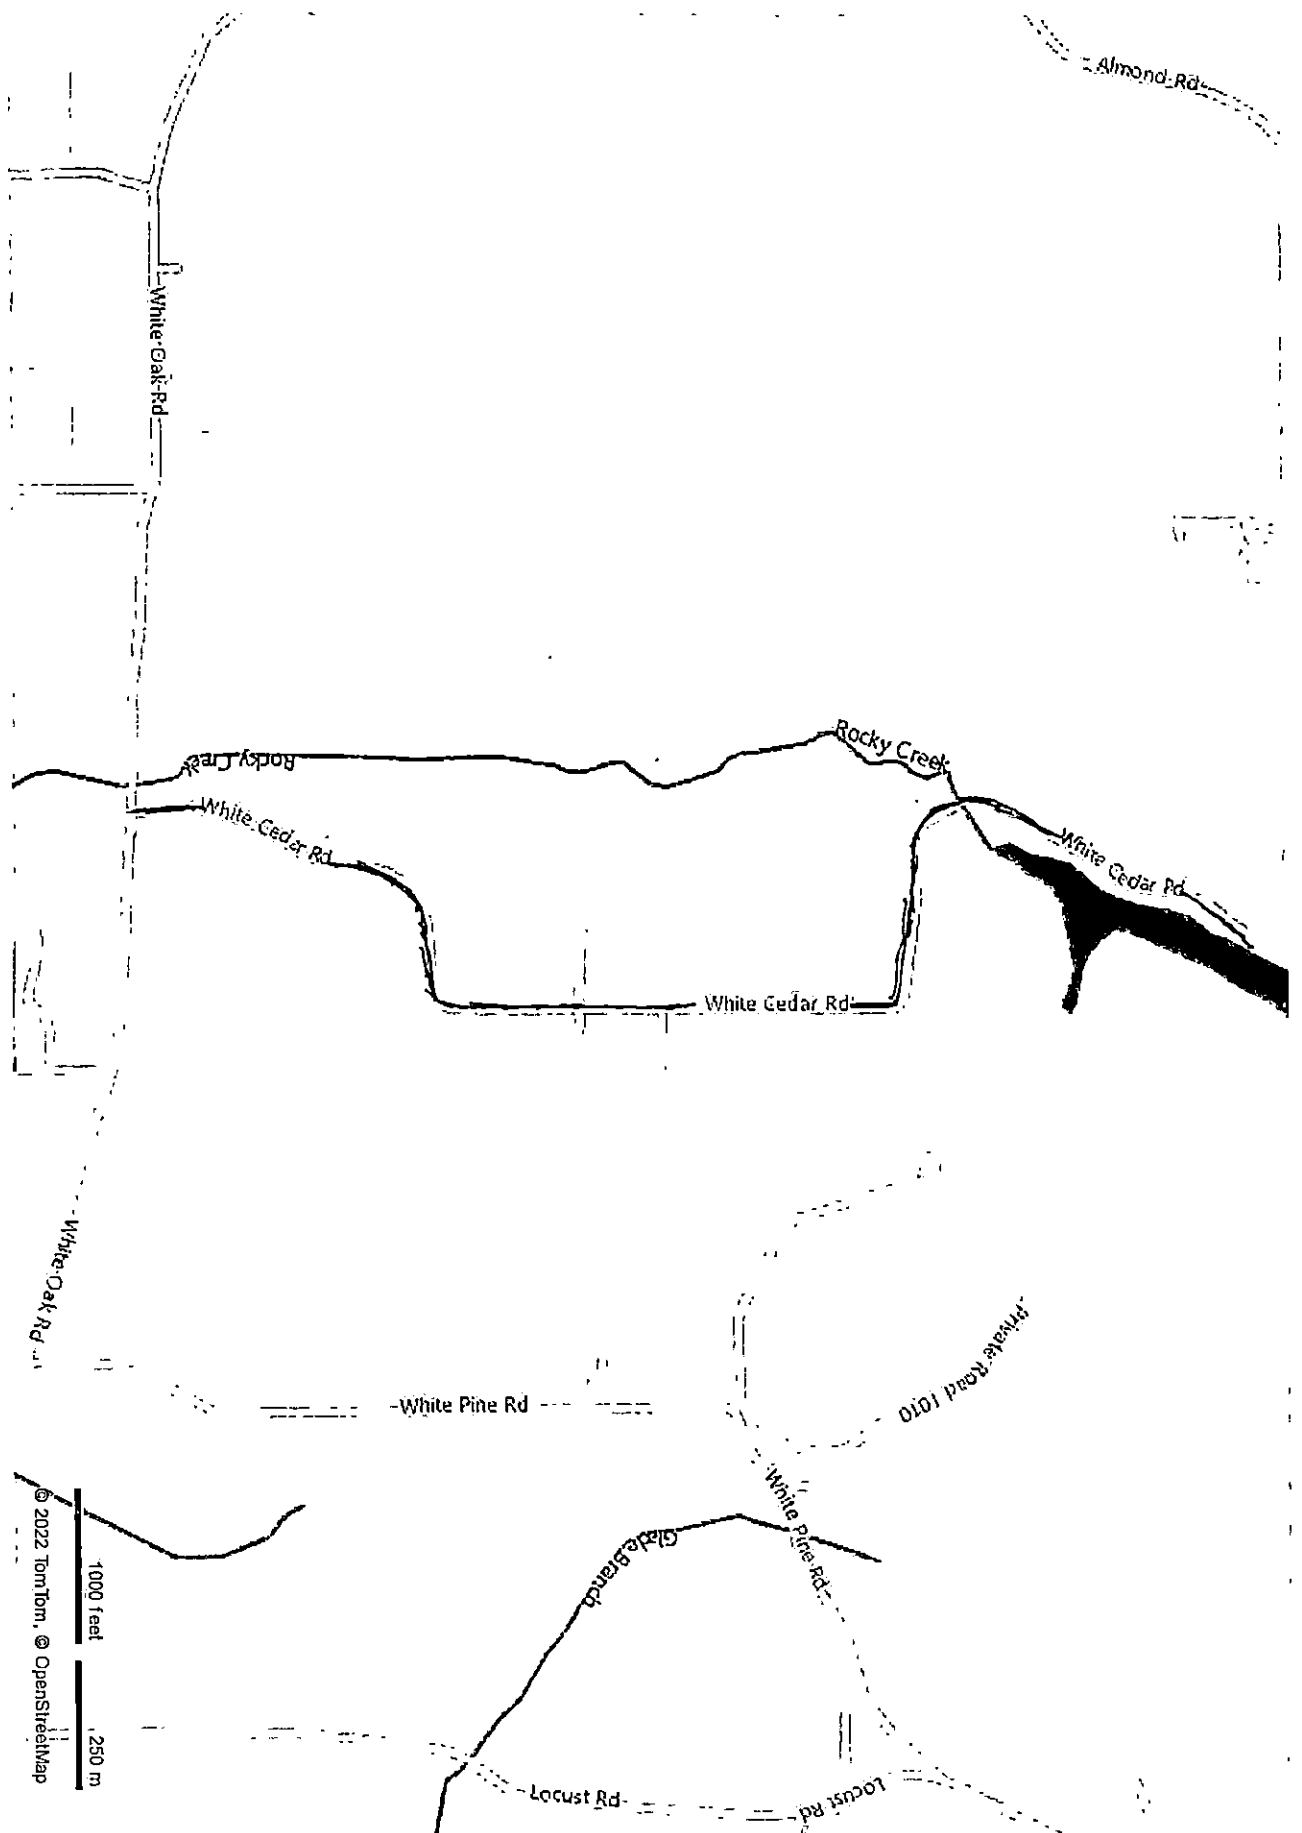 Almond Rd
White Oak Rd
Rocky Creek
Rocky Creek
White Cedar Rd
White Cedar Rd
White Cedar Rd
White Oak Rd
Private Road 1010
White Pine Rd
White Pine Rd
Glade Branch
1000 feet
250 m
© 2022 TomTom, © OpenStreetMap
Locust Rd
Locust Rd